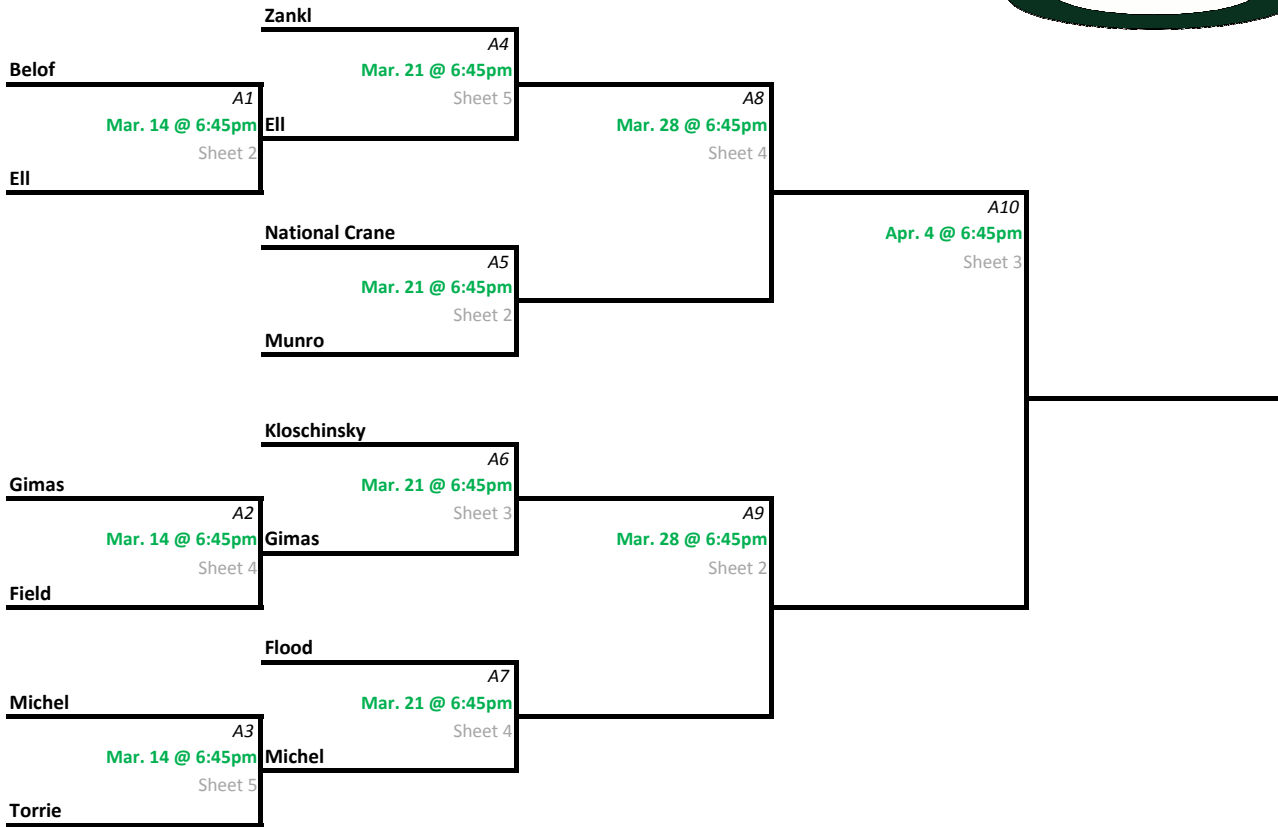 Zankl
A4
Belof
Mar. 21 @ 6:45pm
A1
Sheet 5
A8
Mar. 14 @ 6:45pm
Ell
Mar. 28 @ 6:45pm
Sheet 2
Sheet 4
Ell
A10
National Crane
Apr. 4 @ 6:45pm
A5
Sheet 3
Mar. 21 @ 6:45pm
Sheet 2
Munro
Kloschinsky
A6
Gimas
Mar. 21 @ 6:45pm
A2
Sheet 3
A9
Mar. 14 @ 6:45pm
Gimas
Mar. 28 @ 6:45pm
Sheet 4
Sheet 2
Field
Flood
A7
Michel
Mar. 21 @ 6:45pm
A3
Sheet 4
Mar. 14 @ 6:45pm
Michel
Sheet 5
Torrie